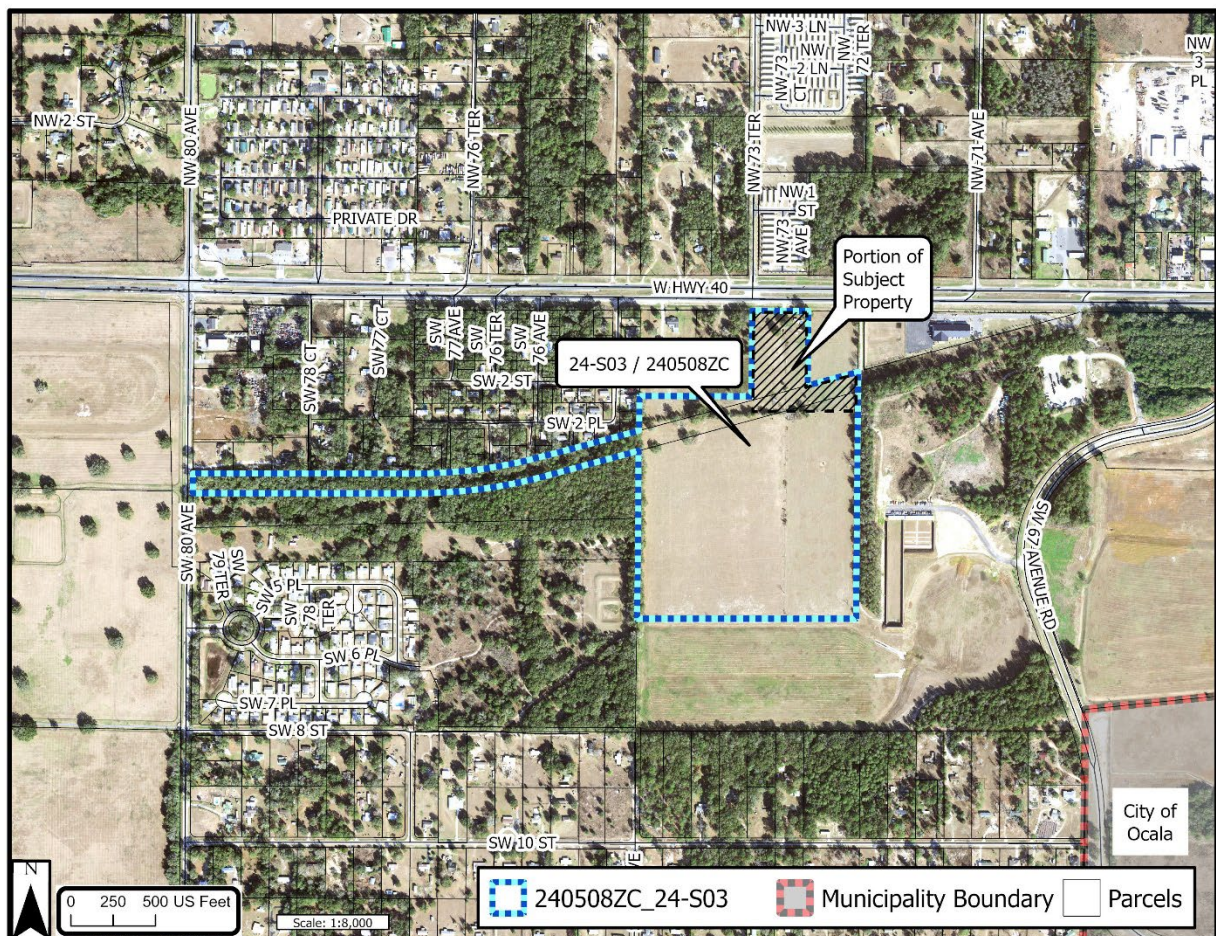 NW 3 LN
NW 73 CT
NW
2 LN
NW
72 TER
NW
3
PL
NW 2 ST
NW 80 AVE
NW 76 TER
NW 73 TER
NW 71 AVE
NW 1
ST
NW 73
AVE
PRIVATE DR
W HWY 40
Portion of
Subject
Property
24-S03 / 240508ZC
SW 78 CT
SW 77 CT
SW
77 AVE
SW
76 TER
SW
76 AVE
SW 2 ST
SW 2 PL
SW 80 AVE
SW
79 TER
SW 5 PL
SW
78
TER
SW 6 PL
SW 7 PL
SW 8 ST
SW 67 AVENUE RD
SW 10 ST
VE
City of
Ocala
N
0 250 500 US Feet
Scale: 1:8,000
240508ZC_24-S03
Municipality Boundary
Parcels